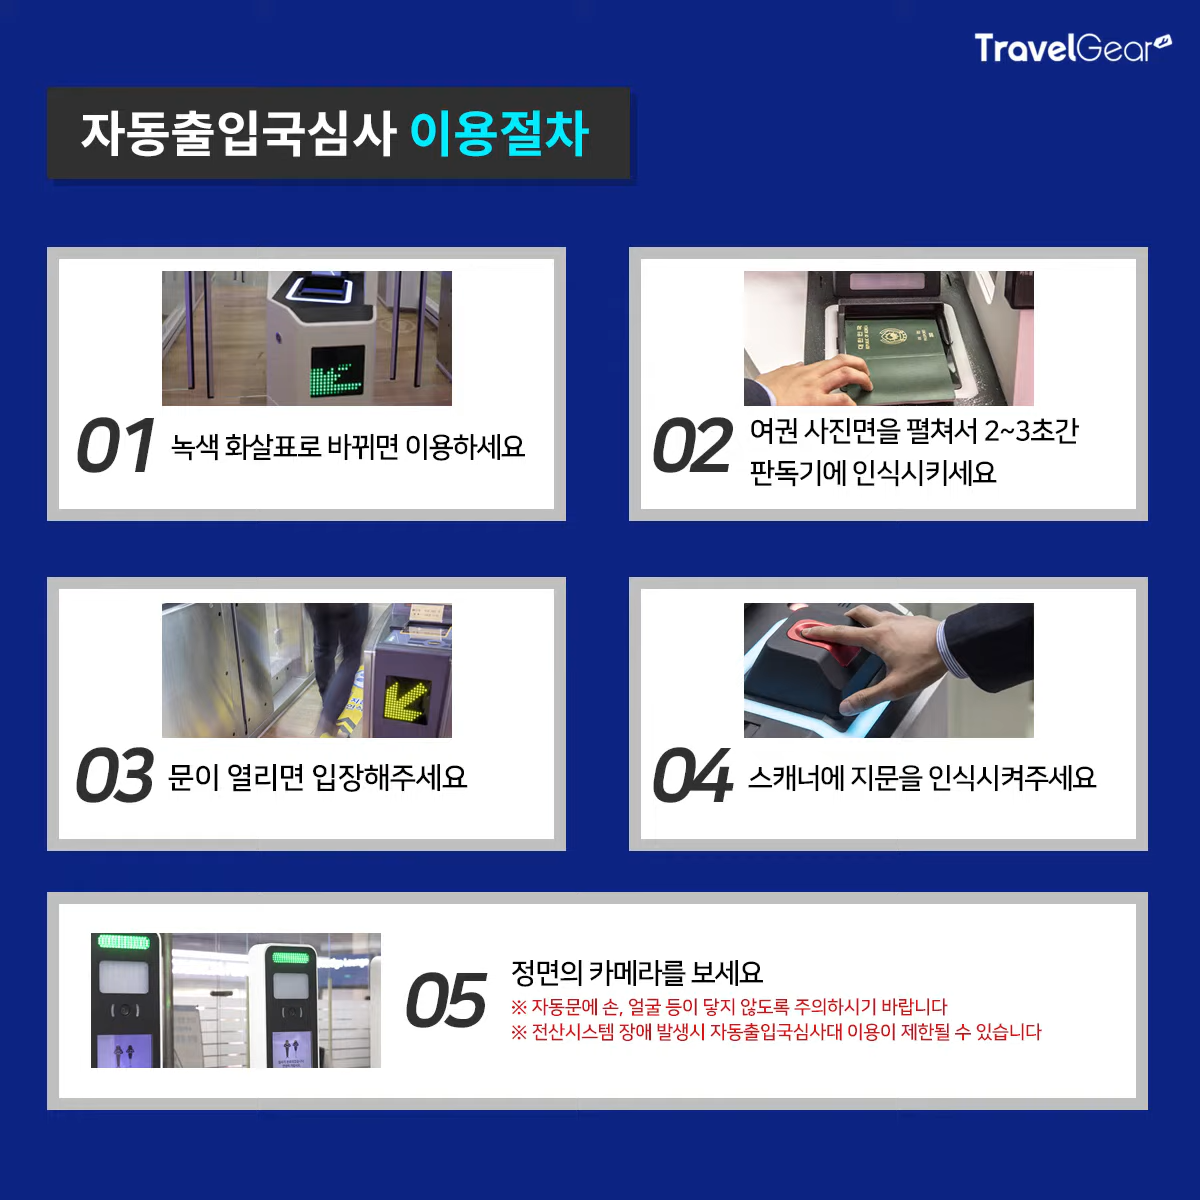 TravelGear
자동출입국심사 이용절차
01 녹색 화살표로 바뀌면 이용하세요
대한민국
02 여권 사진면을 펼쳐서 2~3초간
판독기에 인식시키세요
03 문이 열리면 입장해주세요
04 스캐너에 지문을 인식시켜주세요
05 정면의 카메라를 보세요
※ 자동문에 손, 얼굴 등이 닿지 않도록 주의하시기 바랍니다
※ 전산시스템 장애 발생시 자동출입국심사대 이용이 제한될 수 있습니다